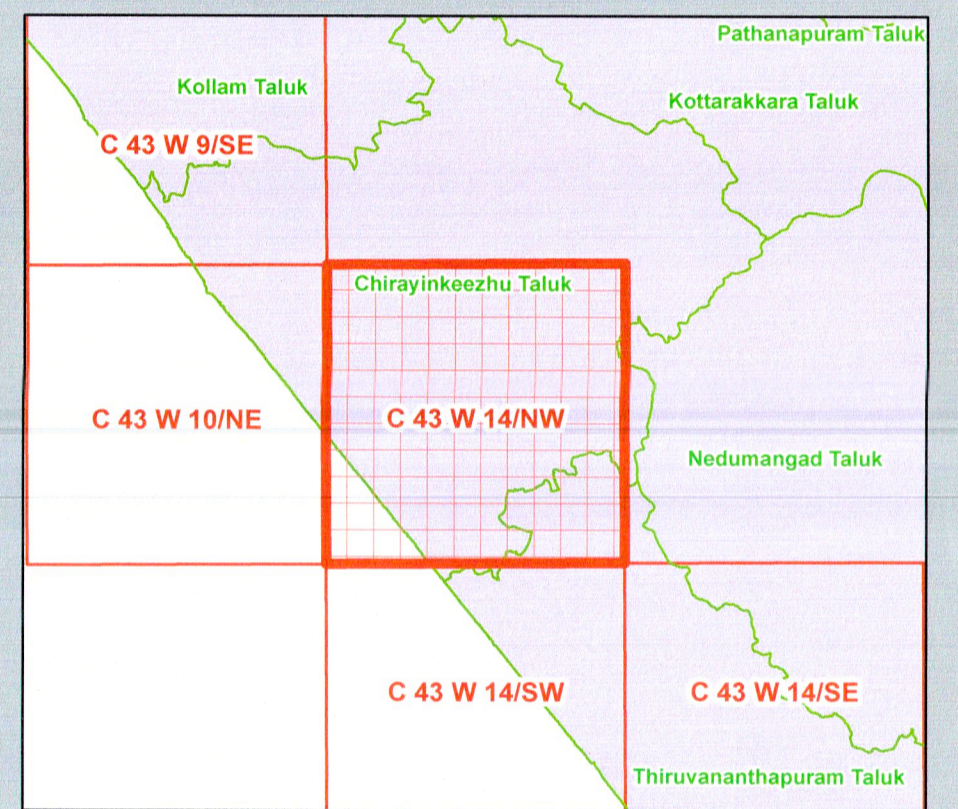 Pathanapuram Taluk
Kollam Taluk
Kottarakkara Taluk
C 43 W 9/SE
Chirayinkeezhu Taluk
C 43 W 10/NE
C 43 W 14/NW
Nedumangad Taluk
C 43 W 14/SW
C 43 W 14/SE
Thiruvananthapuram Taluk